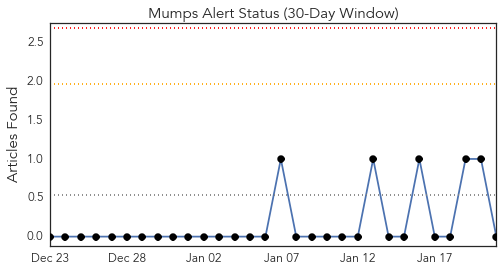 Mumps Alert Status (30-Day Window)
Articles Found
2.5
2.0
1.5
1.0
0.5
0.0
Dec 23 Dec 28 Jan 02 Jan 07 Jan 12 Jan 17